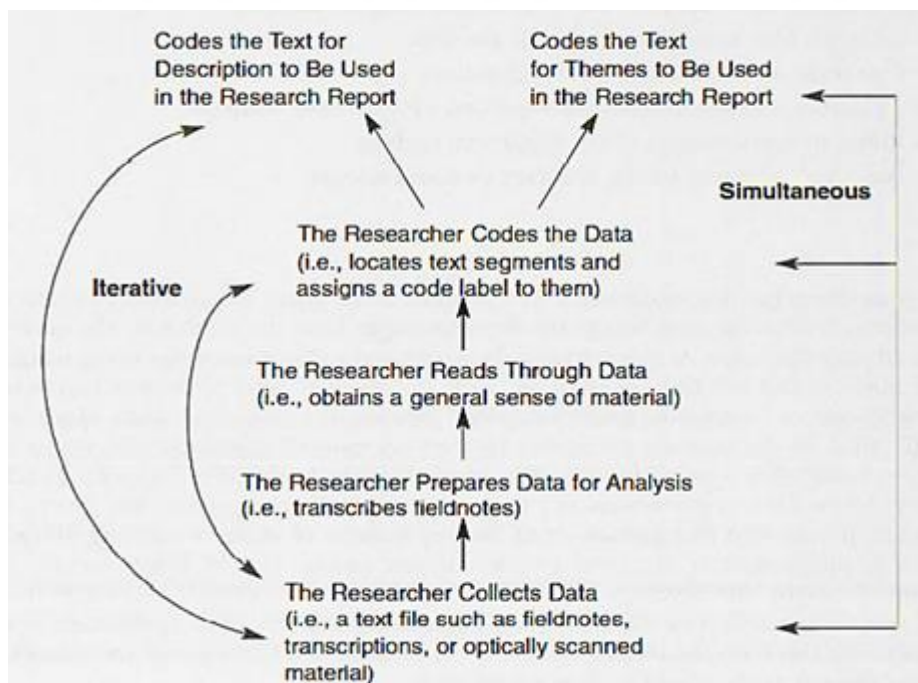 Codes the Text for
Description to Be Used
in the Research Report
Codes the Text
for Themes to Be Used
in the Research Report
Simultaneous
The Researcher Codes the Data
(i.e., locates text segments and
assigns a code label to them)
Iterative
The Researcher Reads Through Data
(i.e., obtains a general sense of material)
The Researcher Prepares Data for Analysis
(i.e., transcribes fieldnotes)
The Researcher Collects Data
(i.e., a text file such as fieldnotes,
transcriptions, or optically scanned
material)